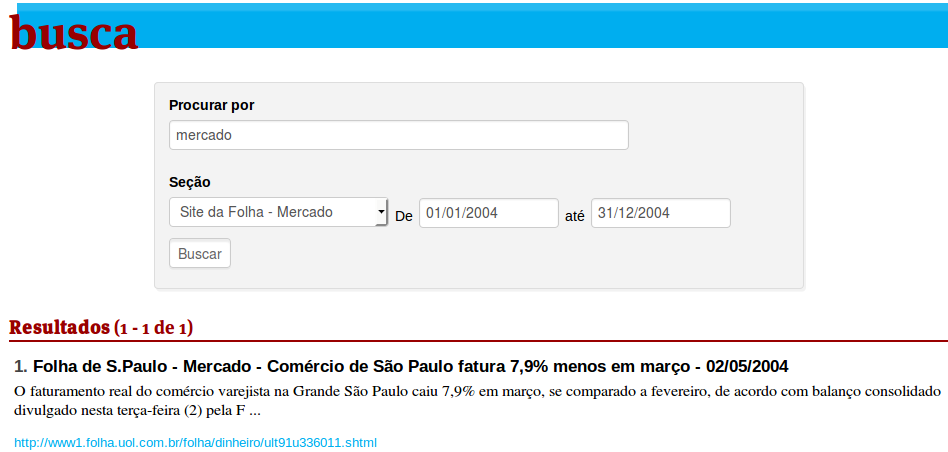 busca
Procurar por
mercado
Seção
Site da Folha - Mercado De 01/01/2004 até 31/12/2004
Buscar
Resultados (1 - 1 de 1)
1. Folha de S.Paulo - Mercado - Comércio de São Paulo fatura 7,9% menos em março - 02/05/2004
O faturamento real do comércio varejista na Grande São Paulo caiu 7,9% em março, se comparado a fevereiro, de acordo com balanço consolidado
divulgado nesta terça-feira (2) pela F ...
http://www1.folha.uol.com.br/folha/dinheiro/ult91u336011.shtml